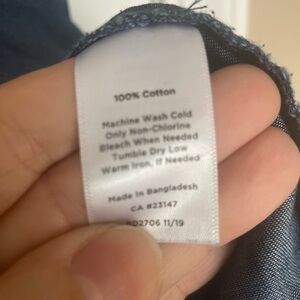 100% Cotton
Machine Wash Cold
Only Non-Chlorine
Bleach When Needed
Tumble Dry Low
Warm Iron, If Needed
Made in Bangladesh
CA #23147
2706 11/19